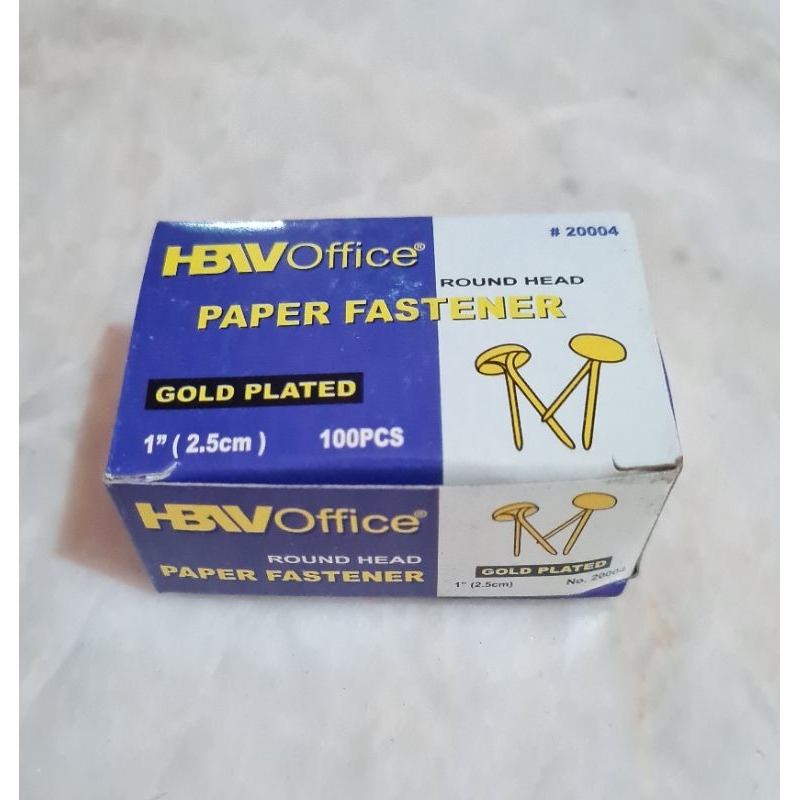 HBWOffice®
# 20004
ROUND HEAD
PAPER FASTENER
GOLD PLATED
1” ( 2.5cm ) 100PCS
HBWOffice®
ROUND HEAD
PAPER FASTENER
GOLD PLATED
1” (2.5cm) No. 20004